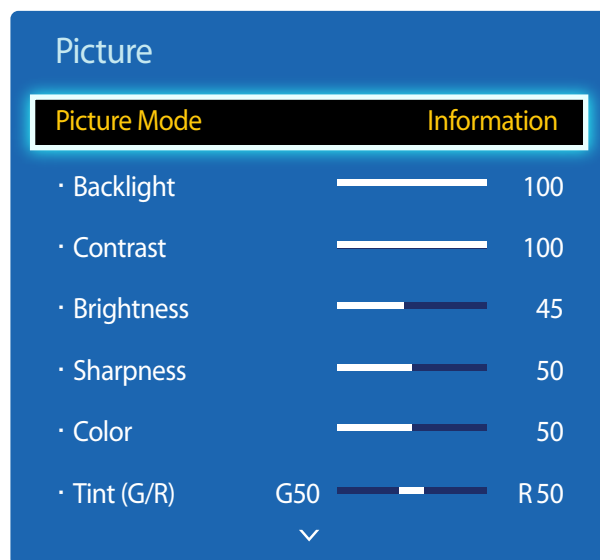 Picture
Picture Mode Information
· Backlight 100
· Contrast 100
· Brightness 45
· Sharpness 50
· Color 50
· Tint (G/R) G50 R50